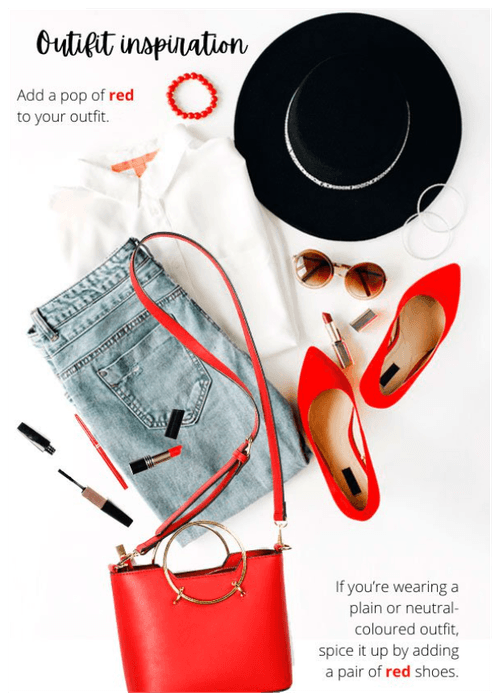 Outifit inspiration
Add a pop of red
to your outfit.
If you're wearing a
plain or neutral-
coloured outfit,
spice it up by adding
a pair of red shoes.